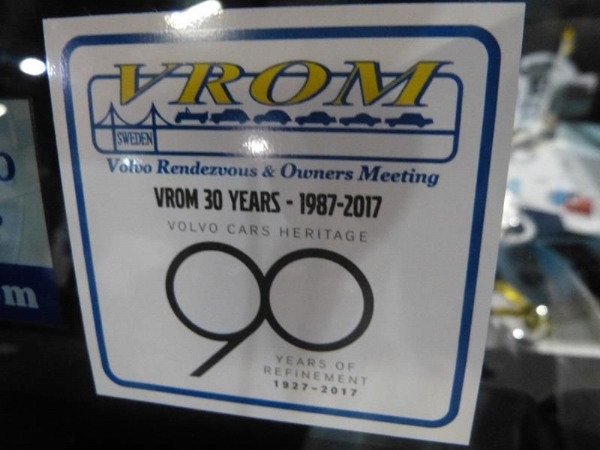 VROM
SWEDEN
Volvo Rendezvous & Owners Meeting
VROM 30 YEARS - 1987-2017
VOLVO CARS HERITAGE
90
YEARS OF
REFINEMENT
1927-2017
m